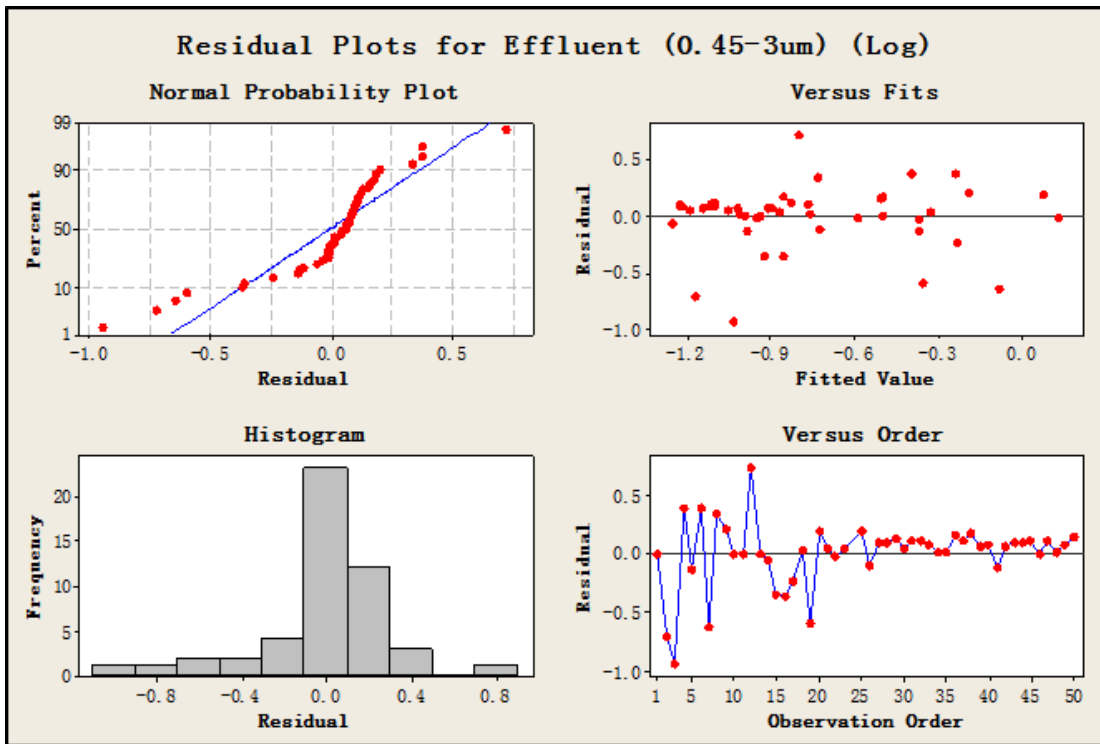 Residual Plots for Effluent (0.45-3um) (Log)
Normal Probability Plot
99
90
50
10
1
Percent
-1.0 -0.5 0.0 0.5
Residual
Versus Fits
0.5
0.0
-0.5
-1.0
Residual
-1.2 -0.9 -0.6 -0.3 0.0
Fitted Value
Histogram
20
15
10
5
0
Frequency
-0.8 -0.4 0.0 0.4 0.8
Residual
Versus Order
0.5
0.0
-0.5
-1.0
Residual
1 5 10 15 20 25 30 35 40 45 50
Observation Order